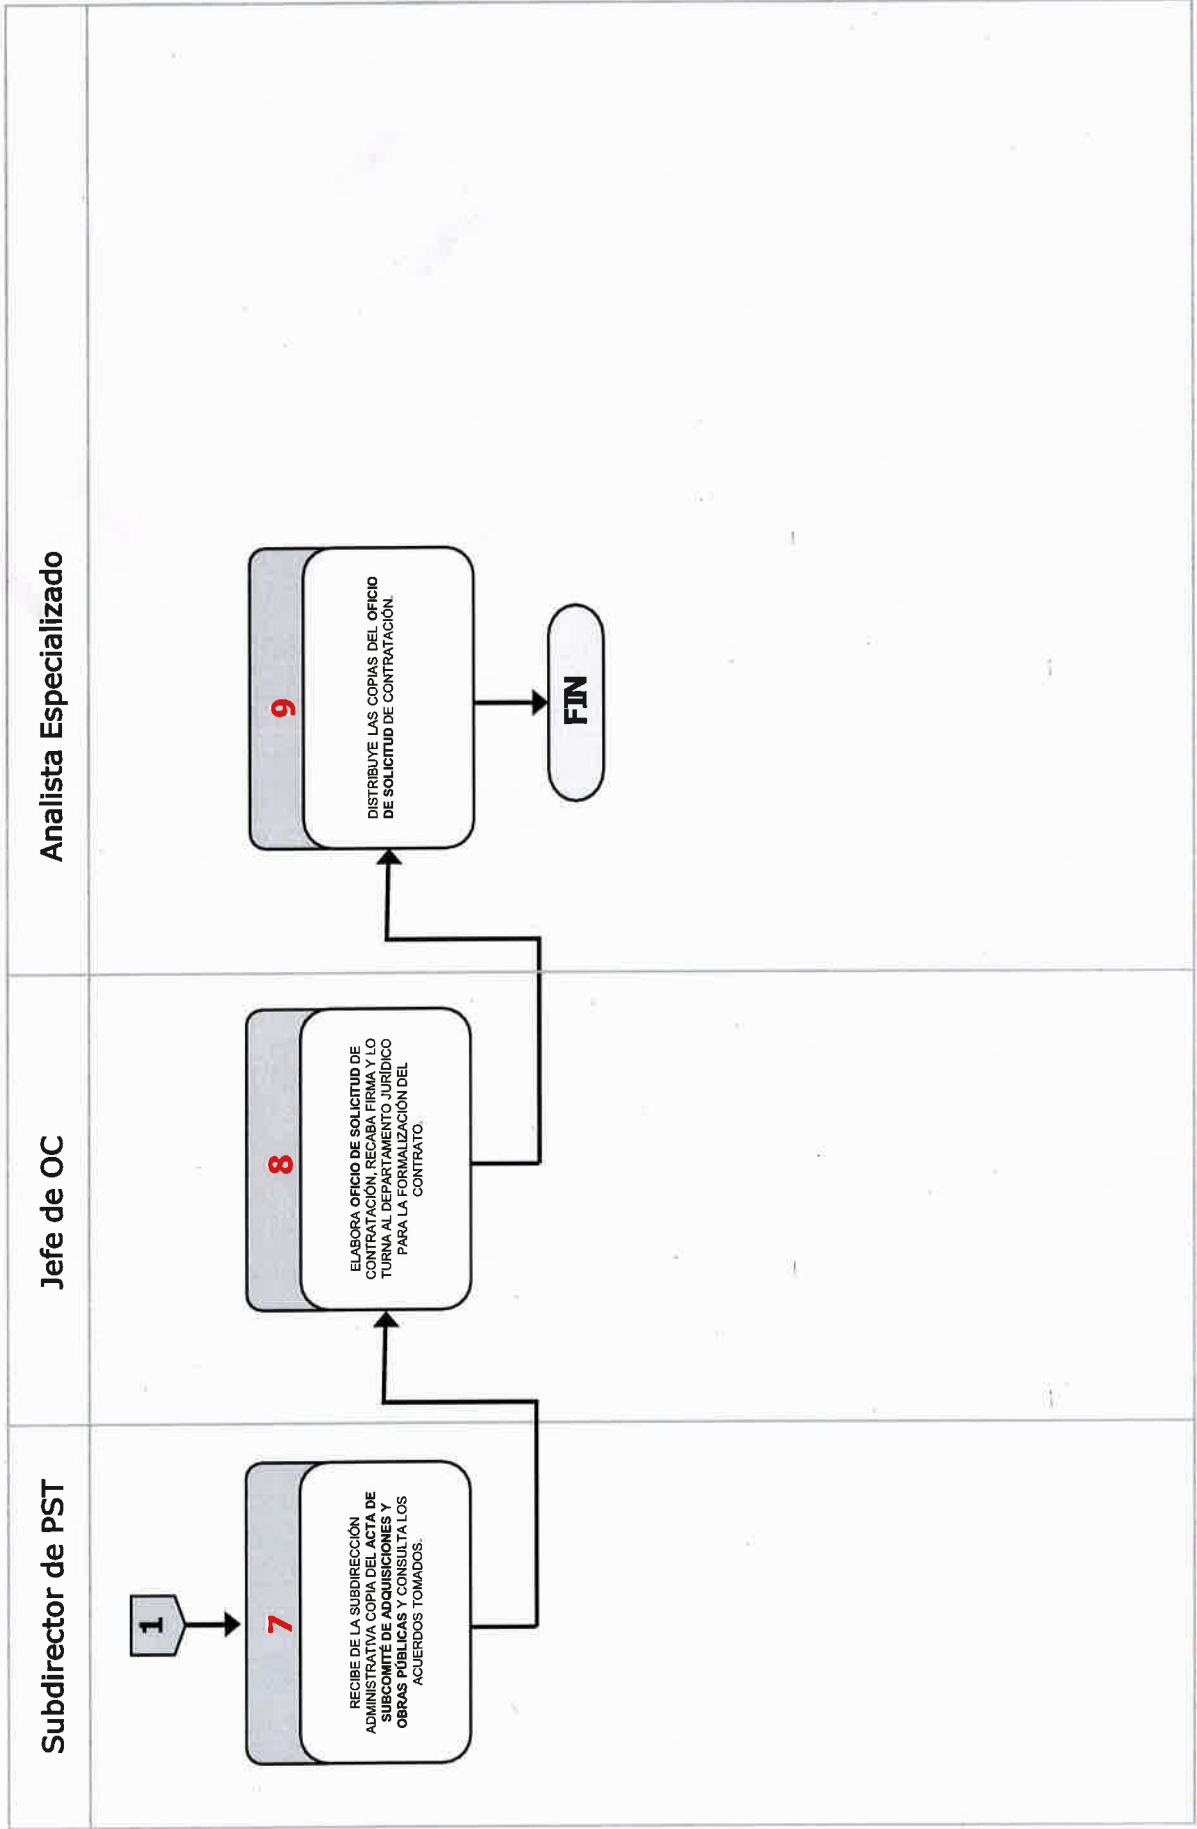 Subdirector de PST
Jefe de OC
Analista Especializado
1
7
RECIBE DE LA SUBDIRECCIÓN
ADMINISTRATIVA COPIA DEL ACTA DE
SUBCOMITÉ DE ADQUISICIONES Y
OBRAS PÚBLICAS Y CONSULTA LOS
ACUERDOS TOMADOS.
8
ELABORA OFICIO DE SOLICITUD DE
CONTRATACIÓN, RECABA FIRMA Y LO
TURNA AL DEPARTAMENTO JURÍDICO
PARA LA FORMALIZACIÓN DEL
CONTRATO.
9
DISTRIBUYE LAS COPIAS DEL OFICIO
DE SOLICITUD DE CONTRATACIÓN.
FIN